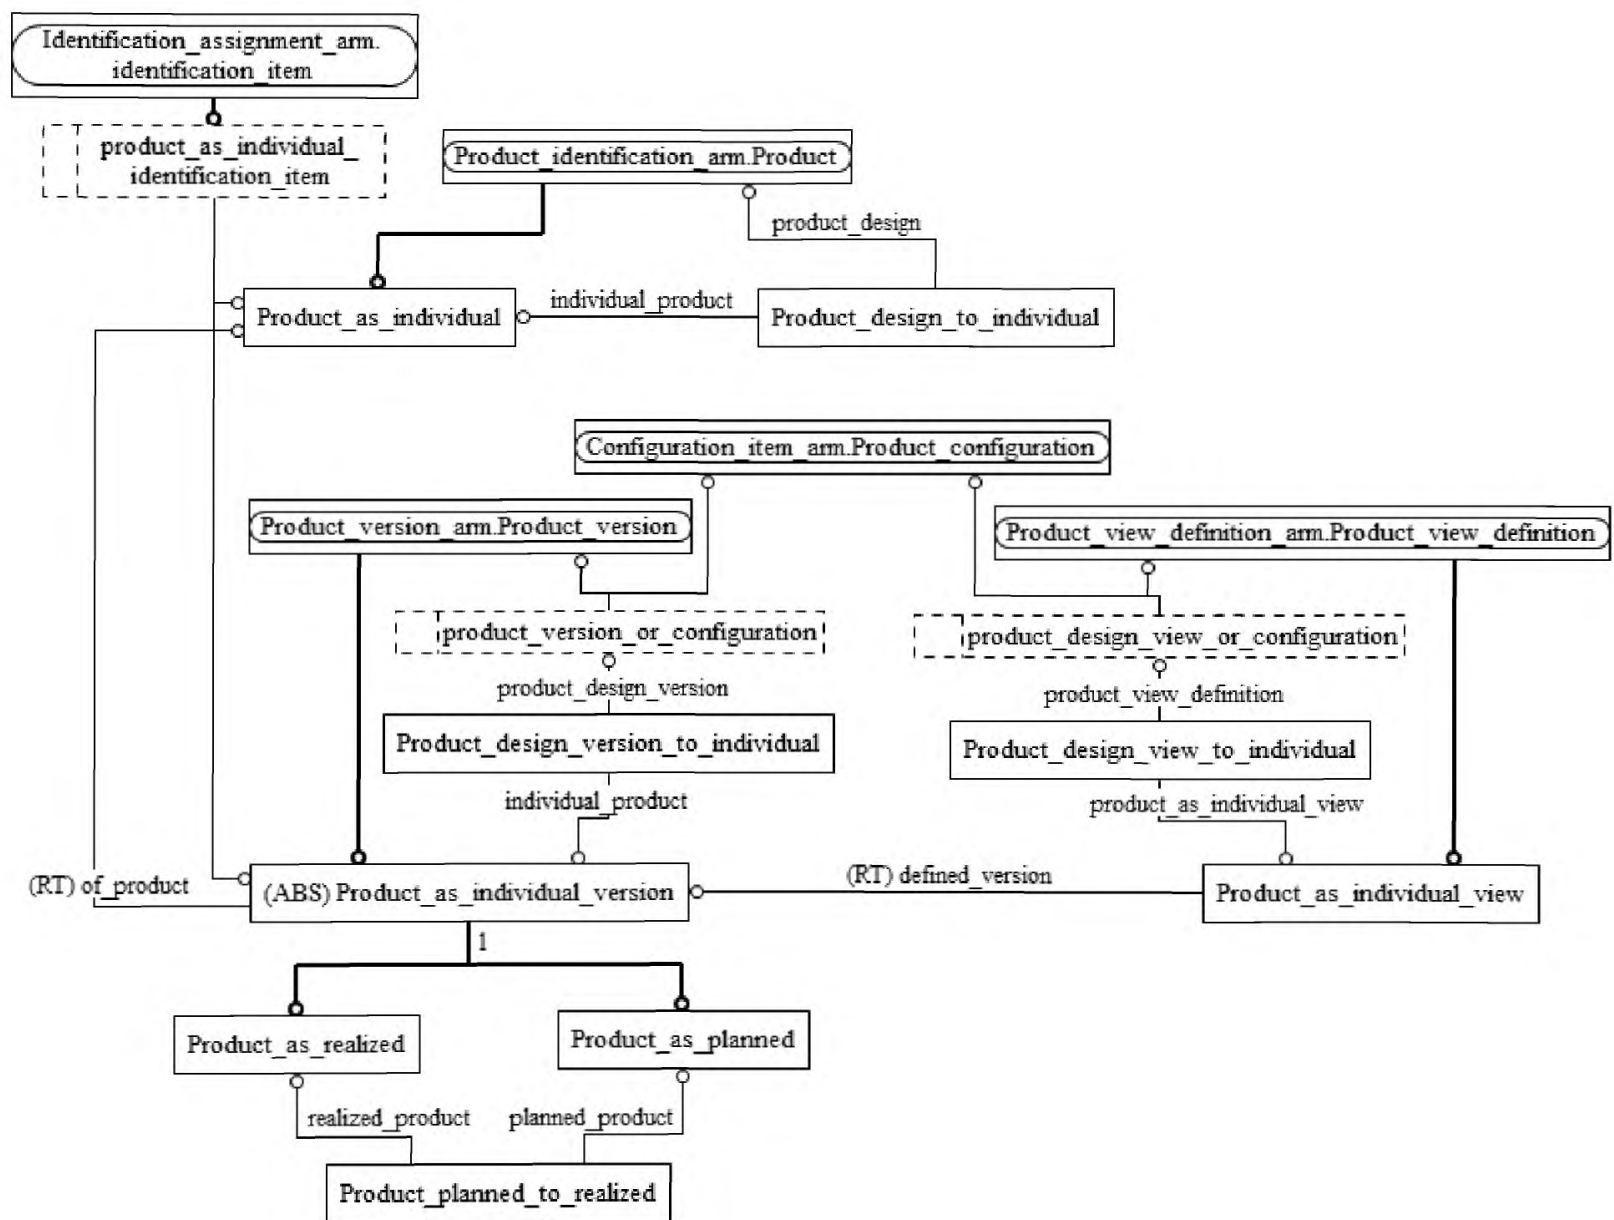 Identification_assignment_arm.
identification_item
product_as_individual_
identification_item
Product_identification_arm.Product
product_design
Product_as_individual
individual_product
Product_design_to_individual
Configuration_item_arm.Product_configuration
Product_version_arm.Product_version
Product_view_definition_arm.Product_view_definition
product_version_or_configuration
product_design_view_or_configuration
product_design_version
product_view_definition
Product_design_version_to_individual
Product_design_view_to_individual
individual_product
product_as_individual_view
(RT) of_product
(ABS) Product_as_individual_version
(RT) defined_version
Product_as_individual_view
1
Product_as_realized
Product_as_planned
realized_product
planned_product
Product_planned_to_realized